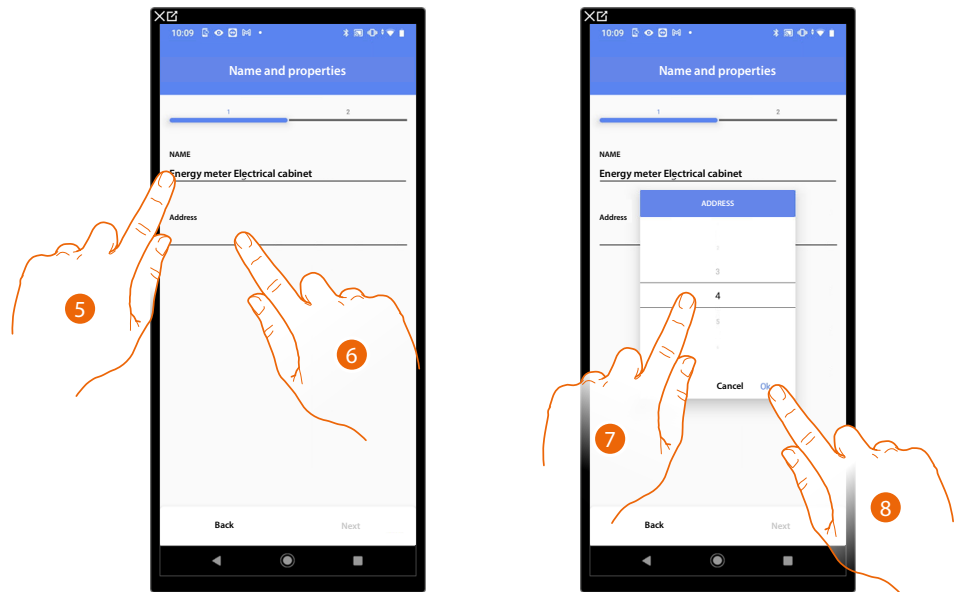 10:09
Name and properties
1
2
NAME
Energy meter Electrical cabinet
Address
5
6
Back
Next
10:09
Name and properties
1
2
NAME
Energy meter Electrical cabinet
Address
ADDRESS
3
4
5
Cancel
Ok
7
8
Back
Next